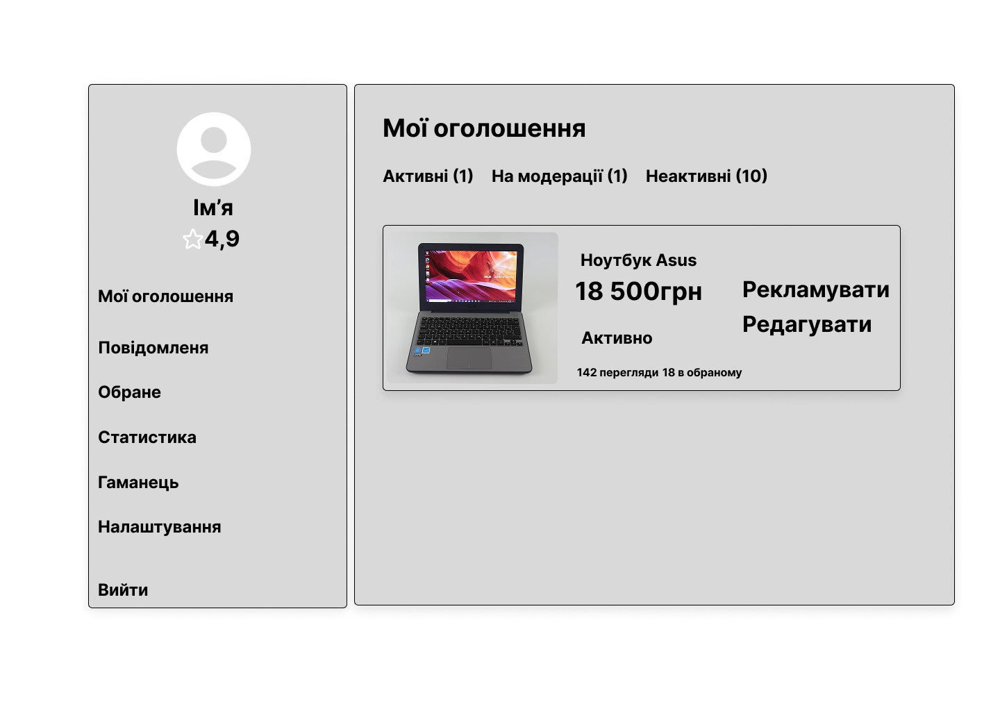 Ім’я
4,9
Мої оголошення
Повідомленя
Обране
Статистика
Гаманець
Налаштування
Вийти
Мої оголошення
Активні (1) На модерації (1) Неактивні (10)
Ноутбук Asus
18 500грн
Активно
142 перегляди 18 в обраному
Рекламувати
Редагувати